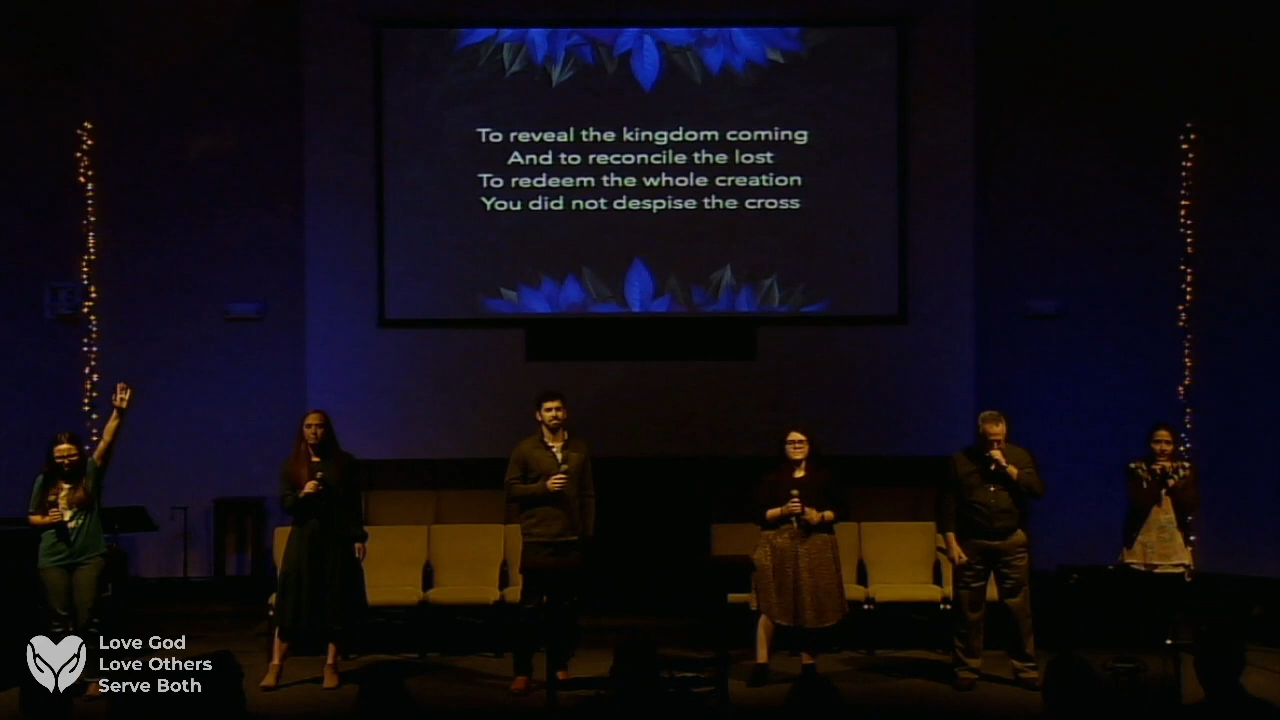 To reveal the kingdom coming
And to reconcile the lost
To redeem the whole creation
You did not despise the cross
Love God
Love Others
Serve Both